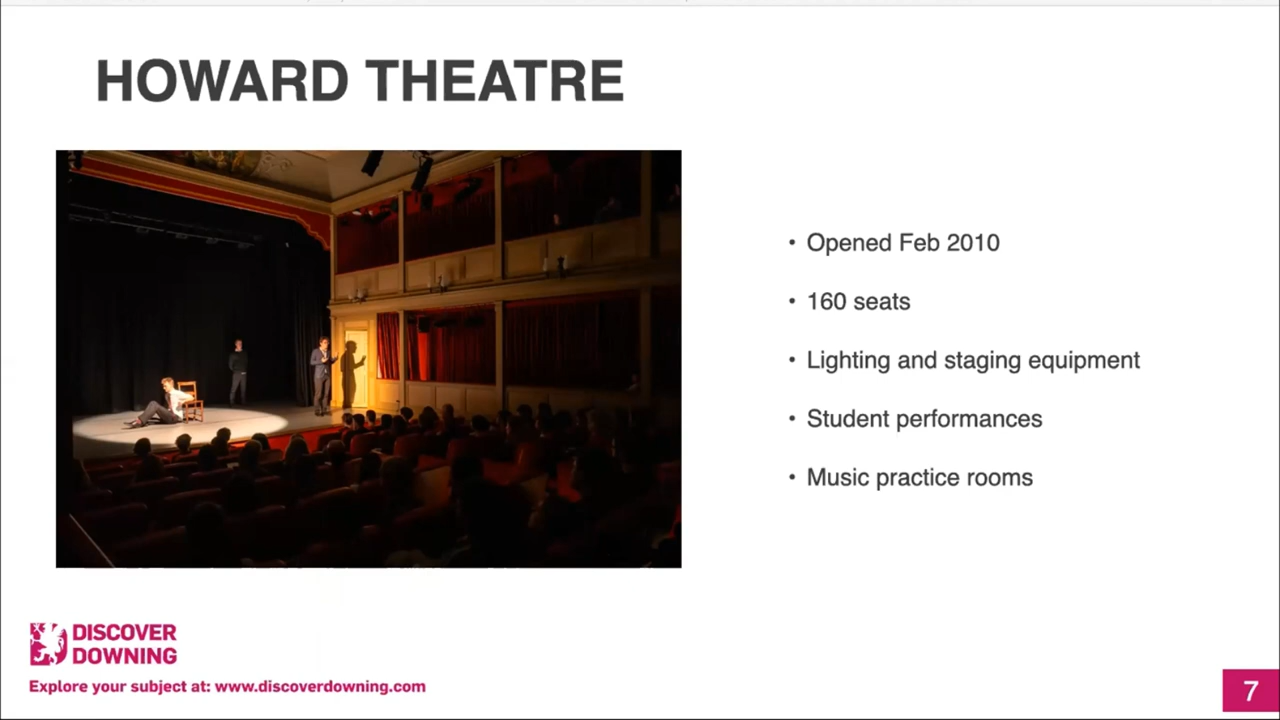 HOWARD THEATRE
• Opened Feb 2010
• 160 seats
• Lighting and staging equipment
• Student performances
• Music practice rooms
DISCOVER
DOWNING
Explore your subject at: www.discoverdowning.com
7